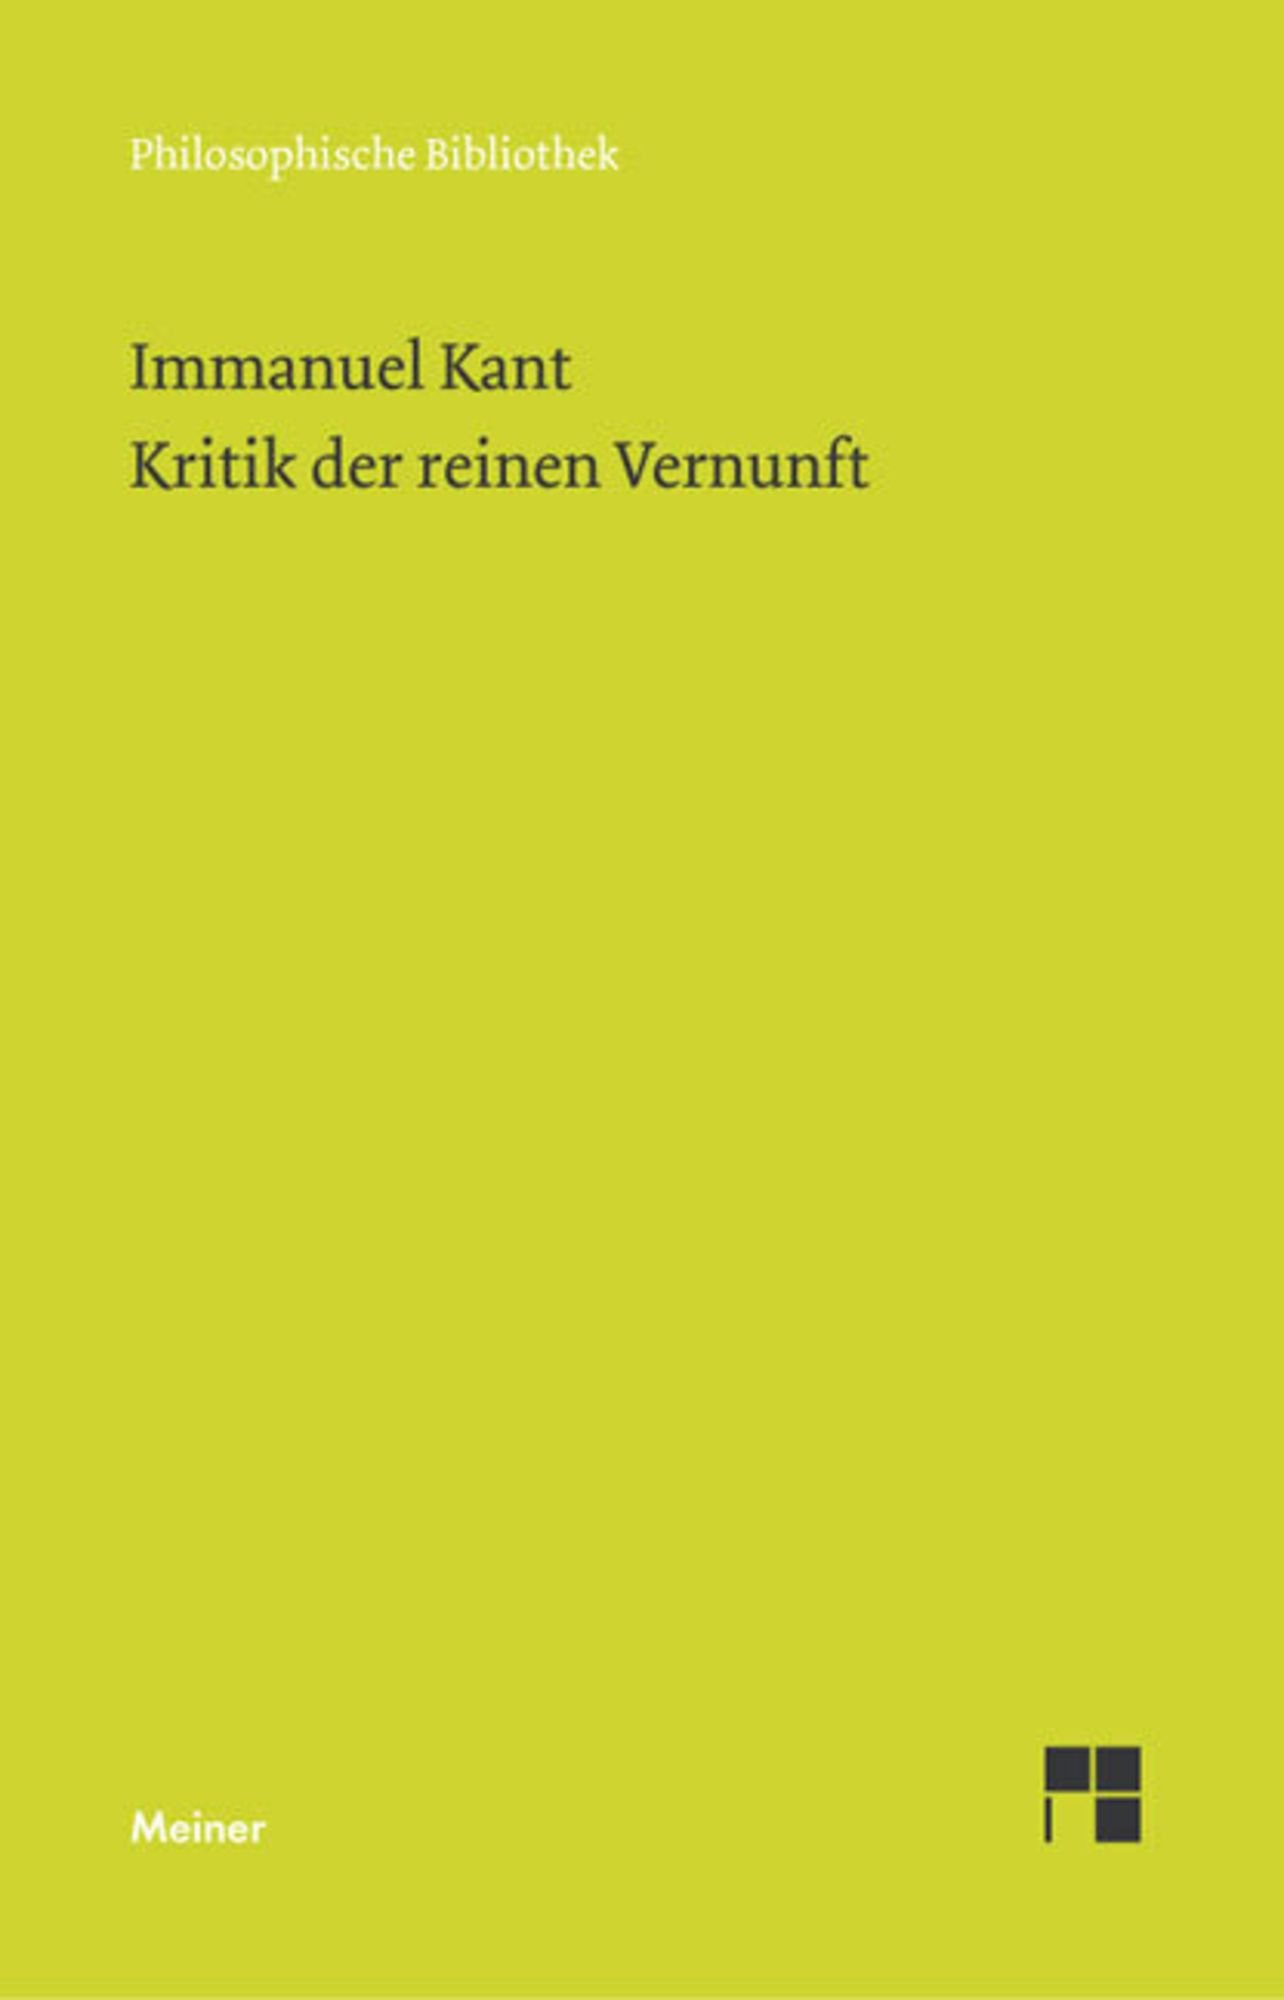 Philosophische Bibliothek
Immanuel Kant
Kritik der reinen Vernunft
Meiner